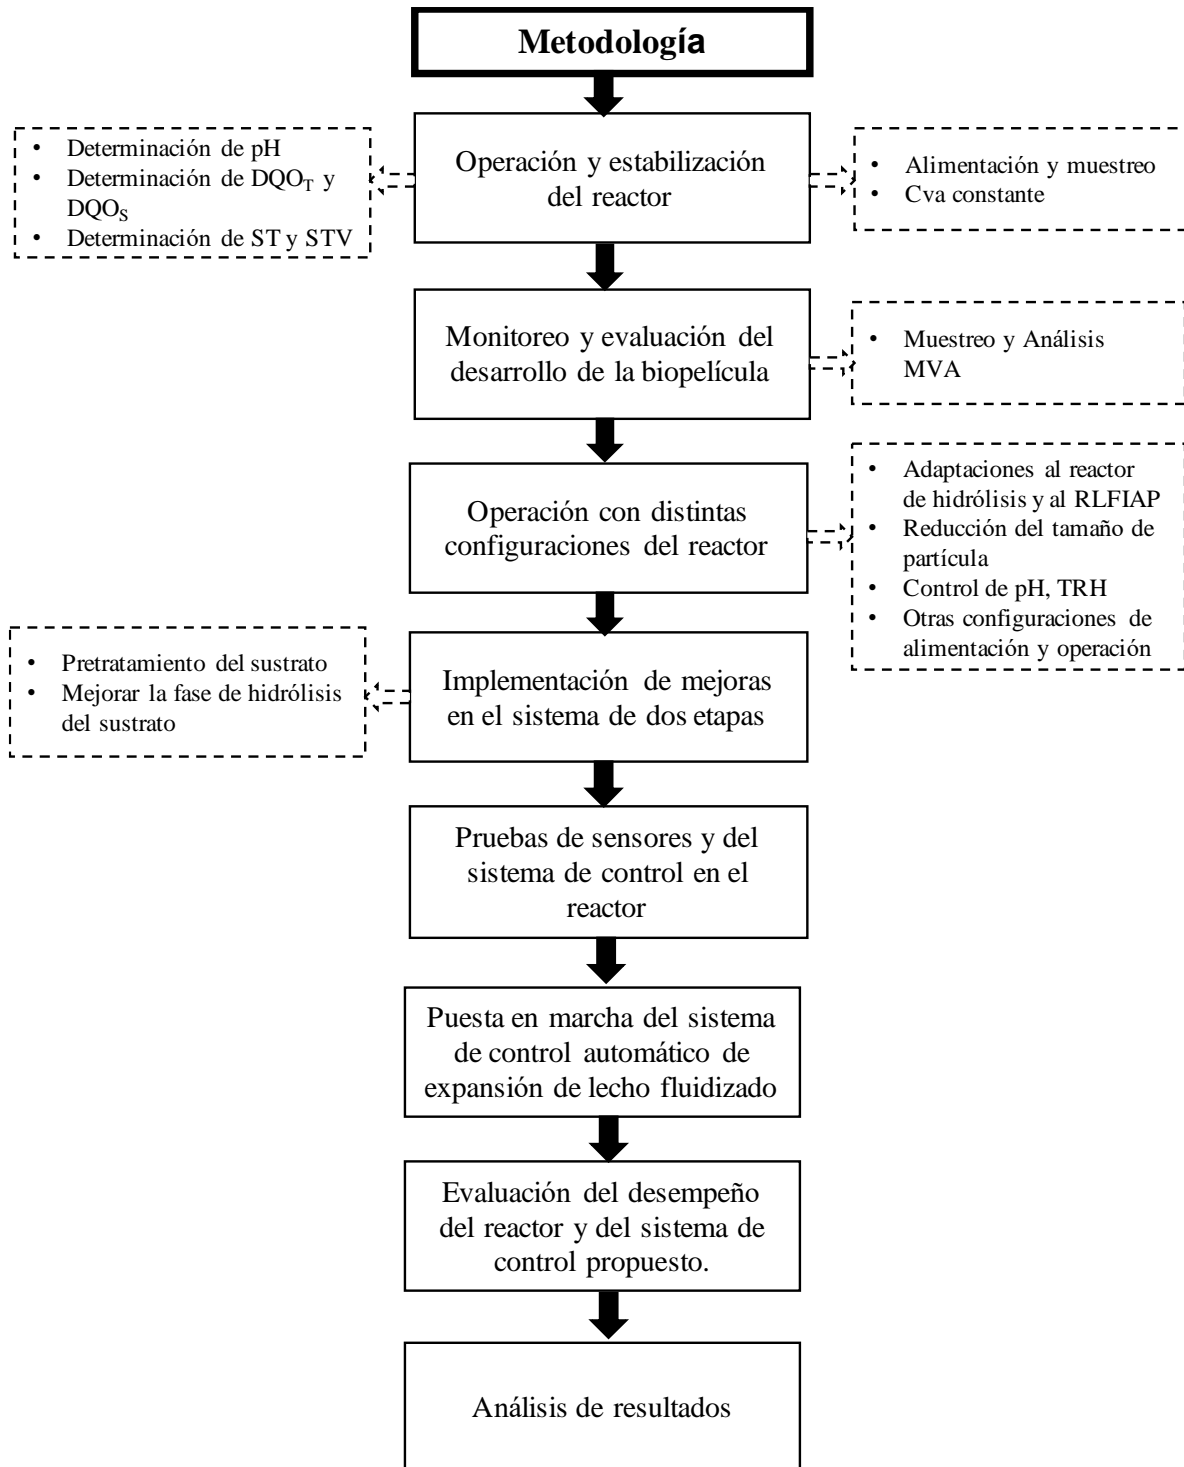 Metodología
• Determinación de pH
• Determinación de DQO_T y
DQO_S
• Determinación de ST y STV
Operación y estabilización
del reactor
• Alimentación y muestreo
• Cva constante
Monitoreo y evaluación del
desarrollo de la biopelícula
• Muestreo y Análisis
MVA
Operación con distintas
configuraciones del reactor
• Adaptaciones al reactor
de hidrólisis y al RLFIAP
• Reducción del tamaño de
partícula
• Control de pH, TRH
• Otras configuraciones de
alimentación y operación
• Pretratamiento del sustrato
• Mejorar la fase de hidrólisis
del sustrato
Implementación de mejoras
en el sistema de dos etapas
Pruebas de sensores y del
sistema de control en el
reactor
Puesta en marcha del sistema
de control automático de
expansión de lecho fluidizado
Evaluación del desempeño
del reactor y del sistema de
control propuesto.
Análisis de resultados